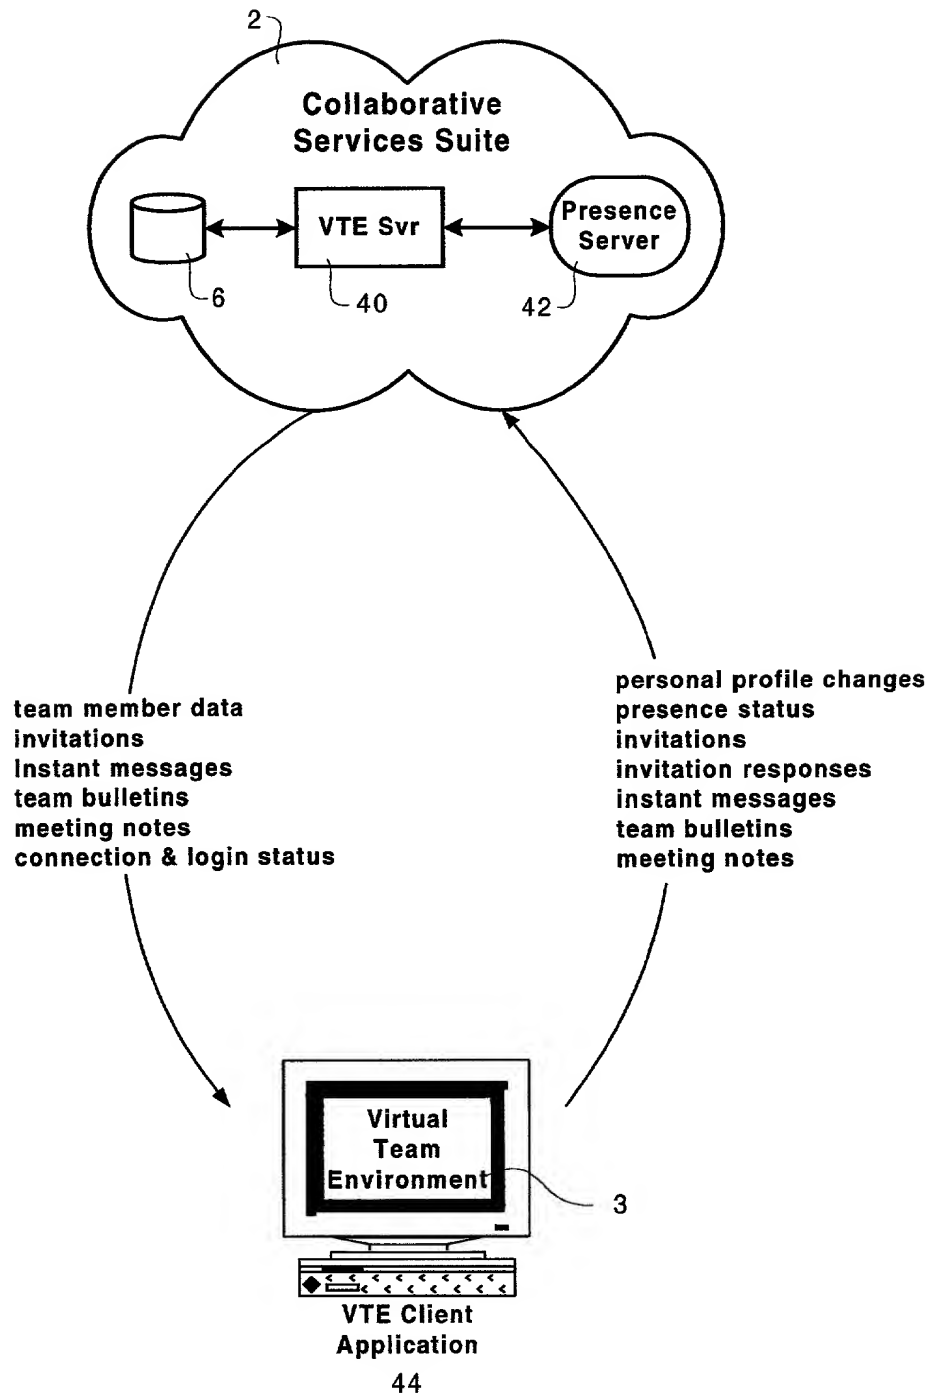 2
Collaborative
Services Suite
VTE Svr
Presence
Server
6
40
42
team member data
invitations
Instant messages
team bulletins
meeting notes
connection & login status
personal profile changes
presence status
invitations
invitation responses
instant messages
team bulletins
meeting notes
Virtual
Team
Environment
3
VTE Client
Application
44